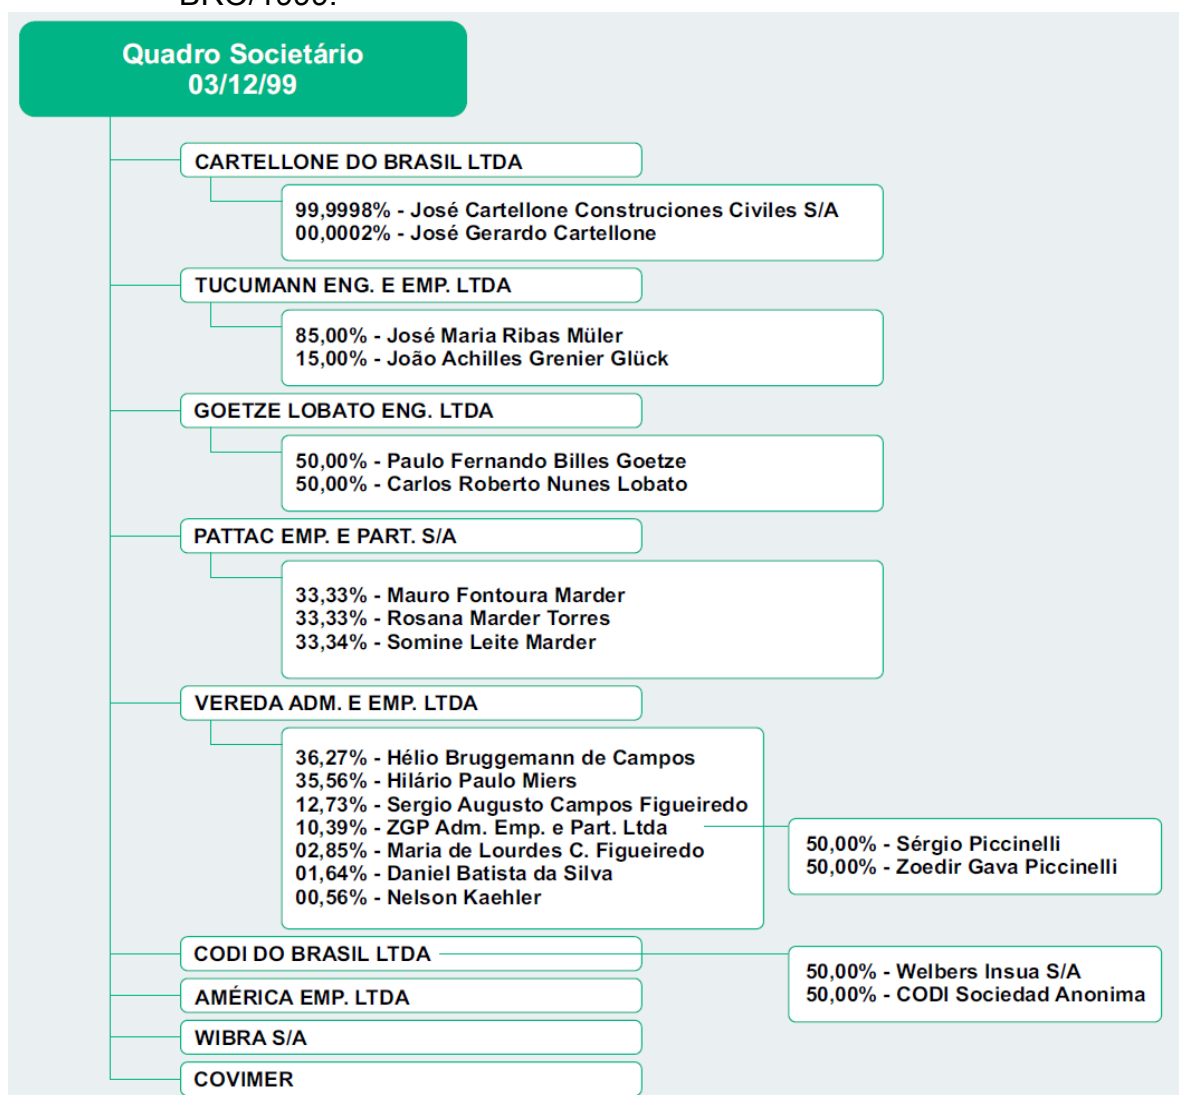 BRO/1999.
Quadro Societário
03/12/99
CARTELLONE DO BRASIL LTDA
99,9998% - José Cartellone Construciones Civiles S/A
00,0002% - José Gerardo Cartellone
TUCUMANN ENG. E EMP. LTDA
85,00% - José Maria Ribas Müler
15,00% - João Achilles Grenier Glück
GOETZE LOBATO ENG. LTDA
50,00% - Paulo Fernando Billes Goetze
50,00% - Carlos Roberto Nunes Lobato
PATTAC EMP. E PART. S/A
33,33% - Mauro Fontoura Marder
33,33% - Rosana Marder Torres
33,34% - Somine Leite Marder
VEREDA ADM. E EMP. LTDA
36,27% - Hélio Bruggemann de Campos
35,56% - Hilário Paulo Miers
12,73% - Sergio Augusto Campos Figueiredo
10,39% - ZGP Adm. Emp. e Part. Ltda
02,85% - Maria de Lourdes C. Figueiredo
01,64% - Daniel Batista da Silva
00,56% - Nelson Kaehler
50,00% - Sérgio Piccinelli
50,00% - Zoedir Gava Piccinelli
CODI DO BRASIL LTDA
50,00% - Welbers Insua S/A
50,00% - CODI Sociedad Anonima
AMÉRICA EMP. LTDA
WIBRA S/A
COVIMER